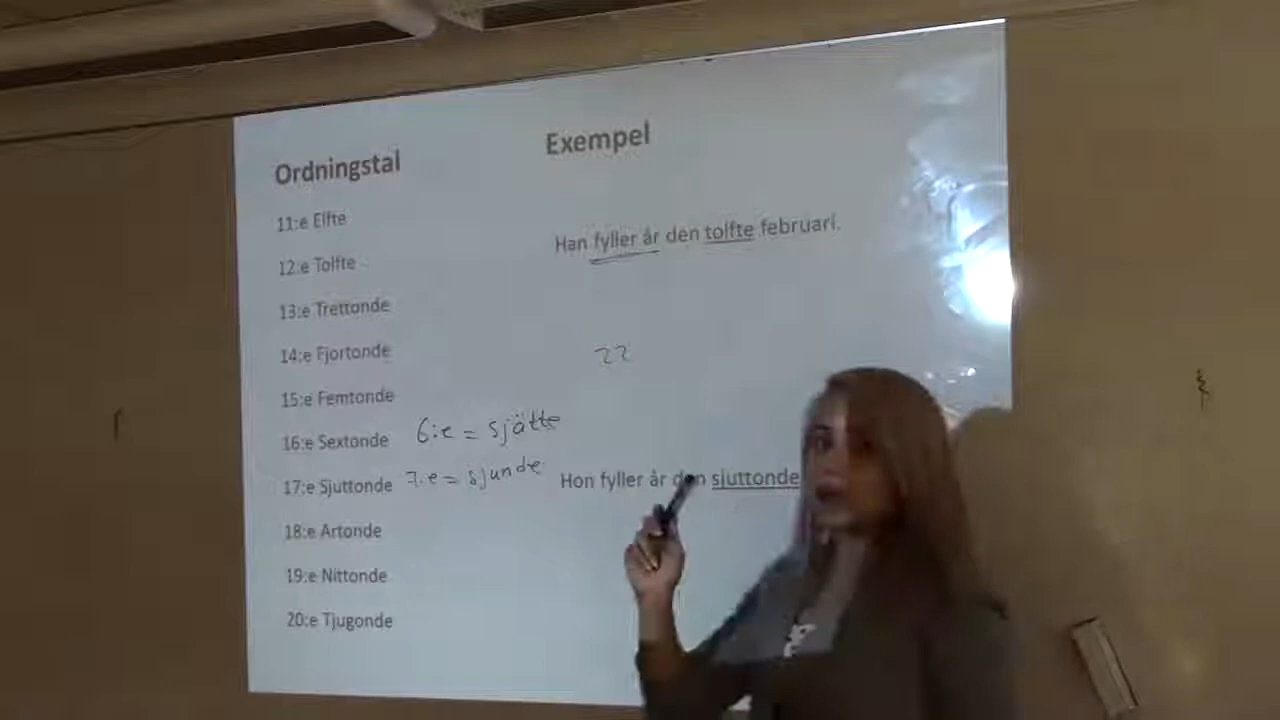 Ordningstal
Exempel
11:e Elfte
12:e Tolfte
13:e Trettonde
14:e Fjortonde
15:e Femtonde
16:e Sextonde
17:e Sjuttonde
18:e Artonde
19:e Nittonde
20:e Tjugonde
6:e = sjätte
7:e = sjunde
Han fyller år den tolfte februari.
22
Hon fyller år den sjuttonde